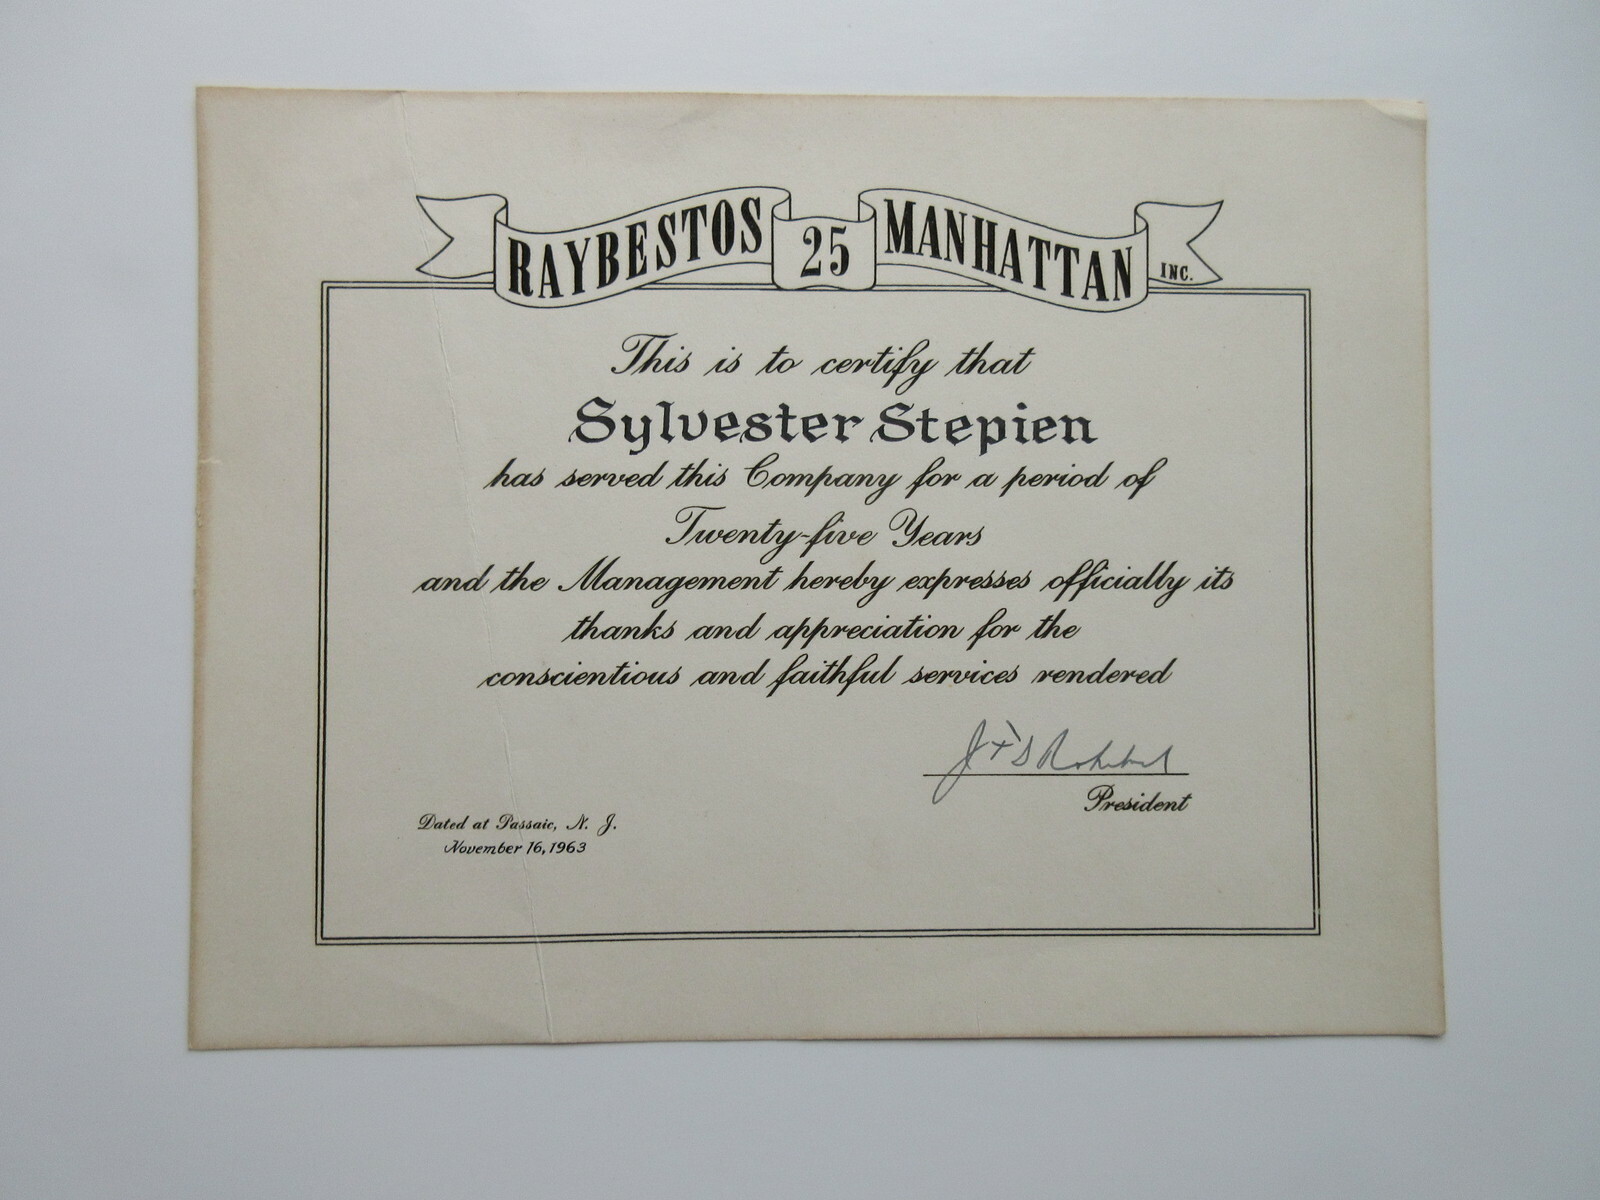 RAYBESTOS 25 MANHATTAN INC.
This is to certify that
Sylvester Stepien
has served this Company for a period of
Twenty-five Years
and the Management hereby expresses officially its
thanks and appreciation for the
conscientious and faithful services rendered
President
Dated at Passaic, N. J.
November 16, 1963